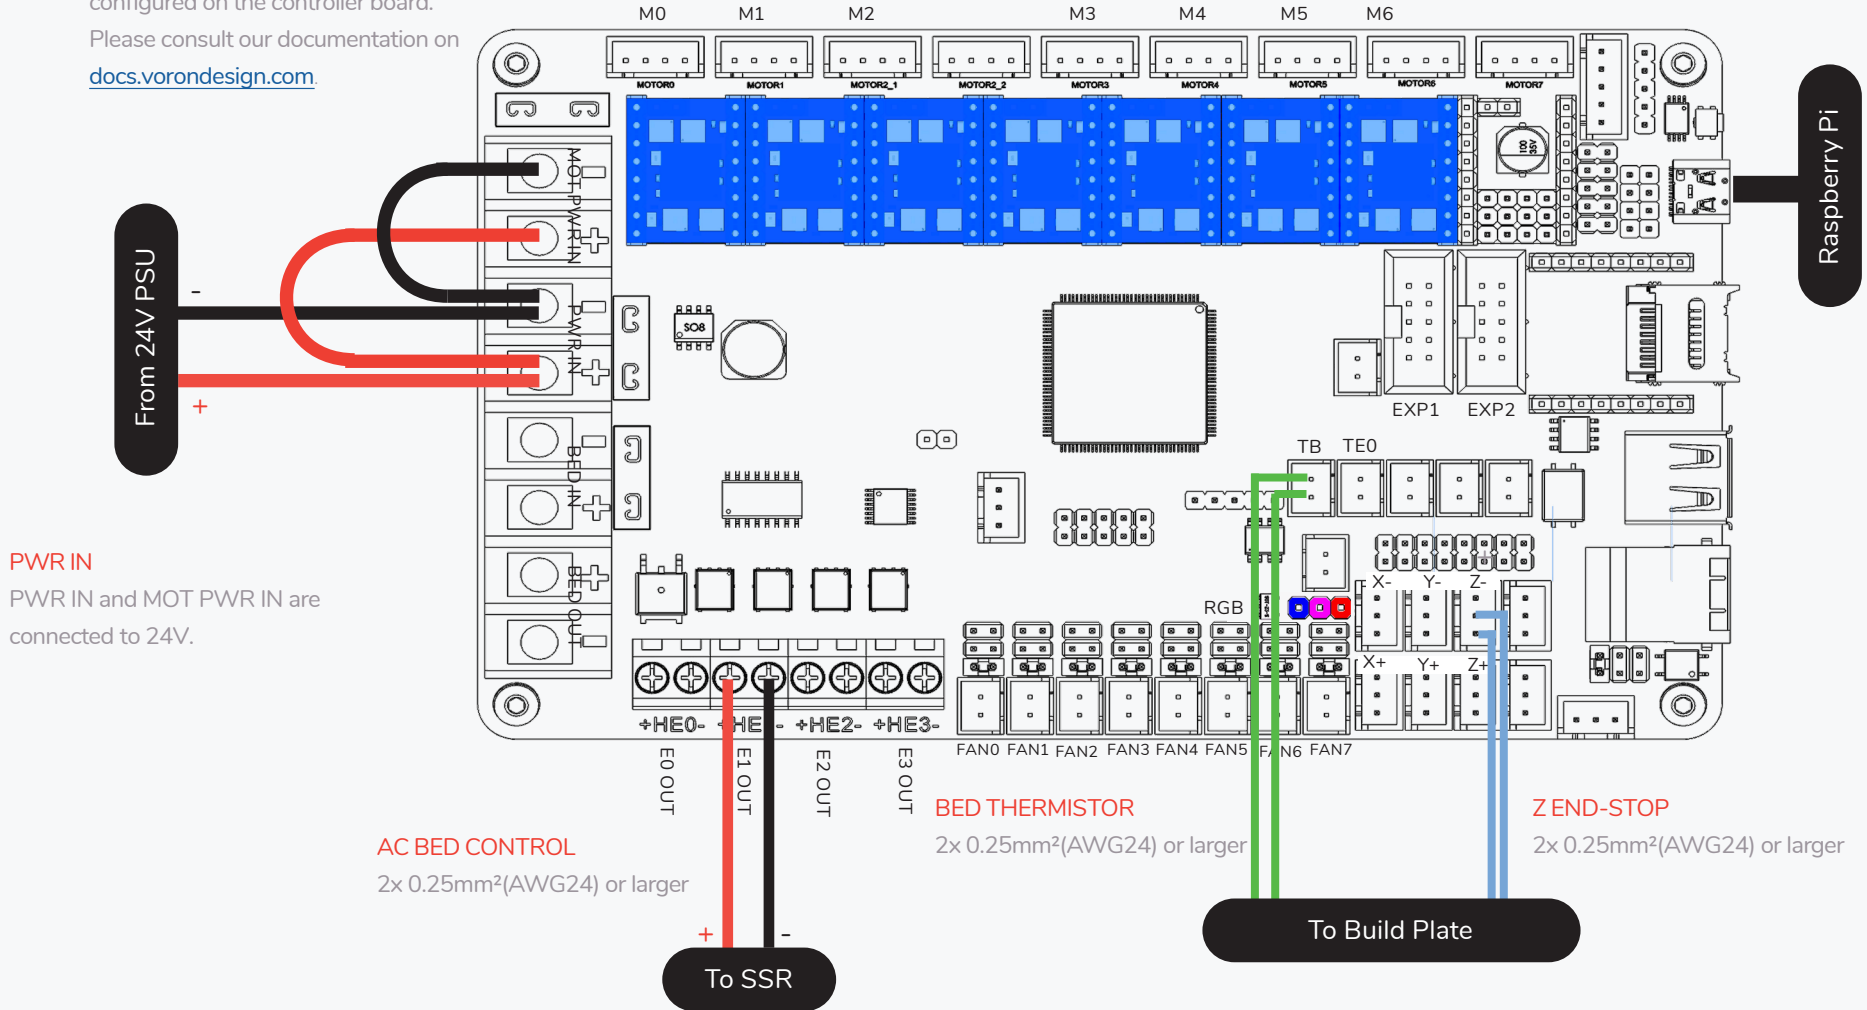 configured on the controller board.
Please consult our documentation on
docs.vorondesign.com.
M0 M1 M2 M3 M4 M5 M6
MOTOR0 MOTOR1 MOTOR2_1 MOTOR2_2 MOTOR3 MOTOR4 MOTOR5 MOTOR6 MOTOR7
100
35V
Raspberry Pi
MOT PWR IN
From 24V PSU
-
+
PWR IN
SO8
EXP1 EXP2
BED IN
TB TE0
BED OUT
PWR IN
PWR IN and MOT PWR IN are
connected to 24V.
X- Y- Z-
RGB
X+ Y+ Z+
+HE0- +HE - +HE2- +HE3-
E0 OUT
E1 OUT
E2 OUT
E3 OUT
FAN0 FAN1 FAN2 FAN3 FAN4 FAN5 FAN6 FAN7
BED THERMISTOR
2x 0.25mm²(AWG24) or larger
Z END-STOP
2x 0.25mm²(AWG24) or larger
AC BED CONTROL
2x 0.25mm²(AWG24) or larger
+ -
To SSR
To Build Plate